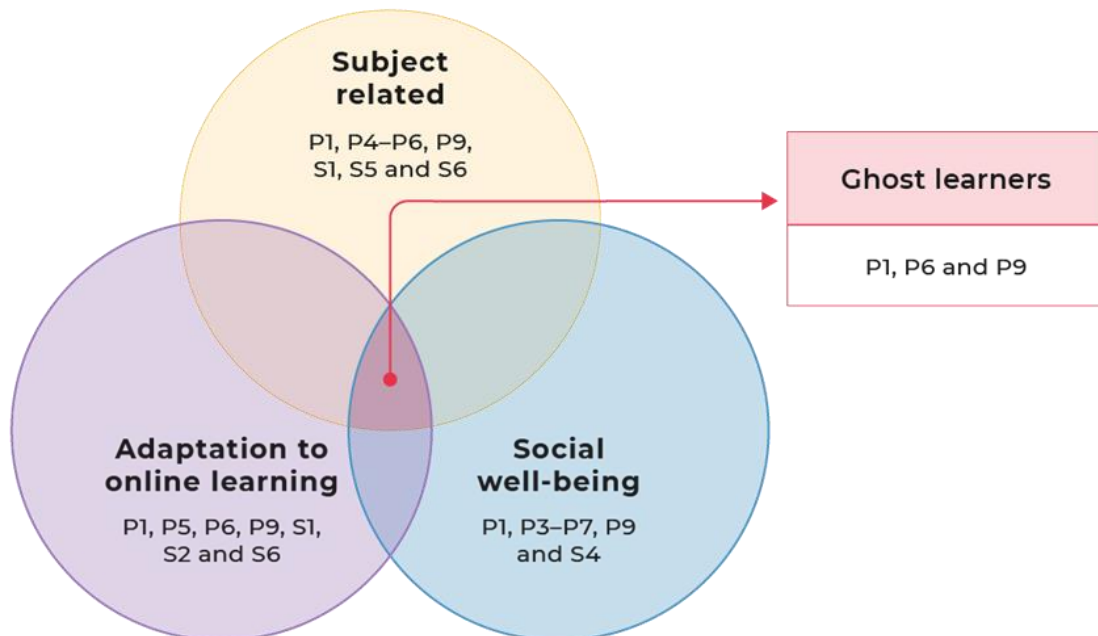 Subject
related
P1, P4–P6, P9,
S1, S5 and S6
Ghost learners
P1, P6 and P9
Adaptation to
online learning
P1, P5, P6, P9, S1,
S2 and S6
Social
well-being
P1, P3–P7, P9
and S4